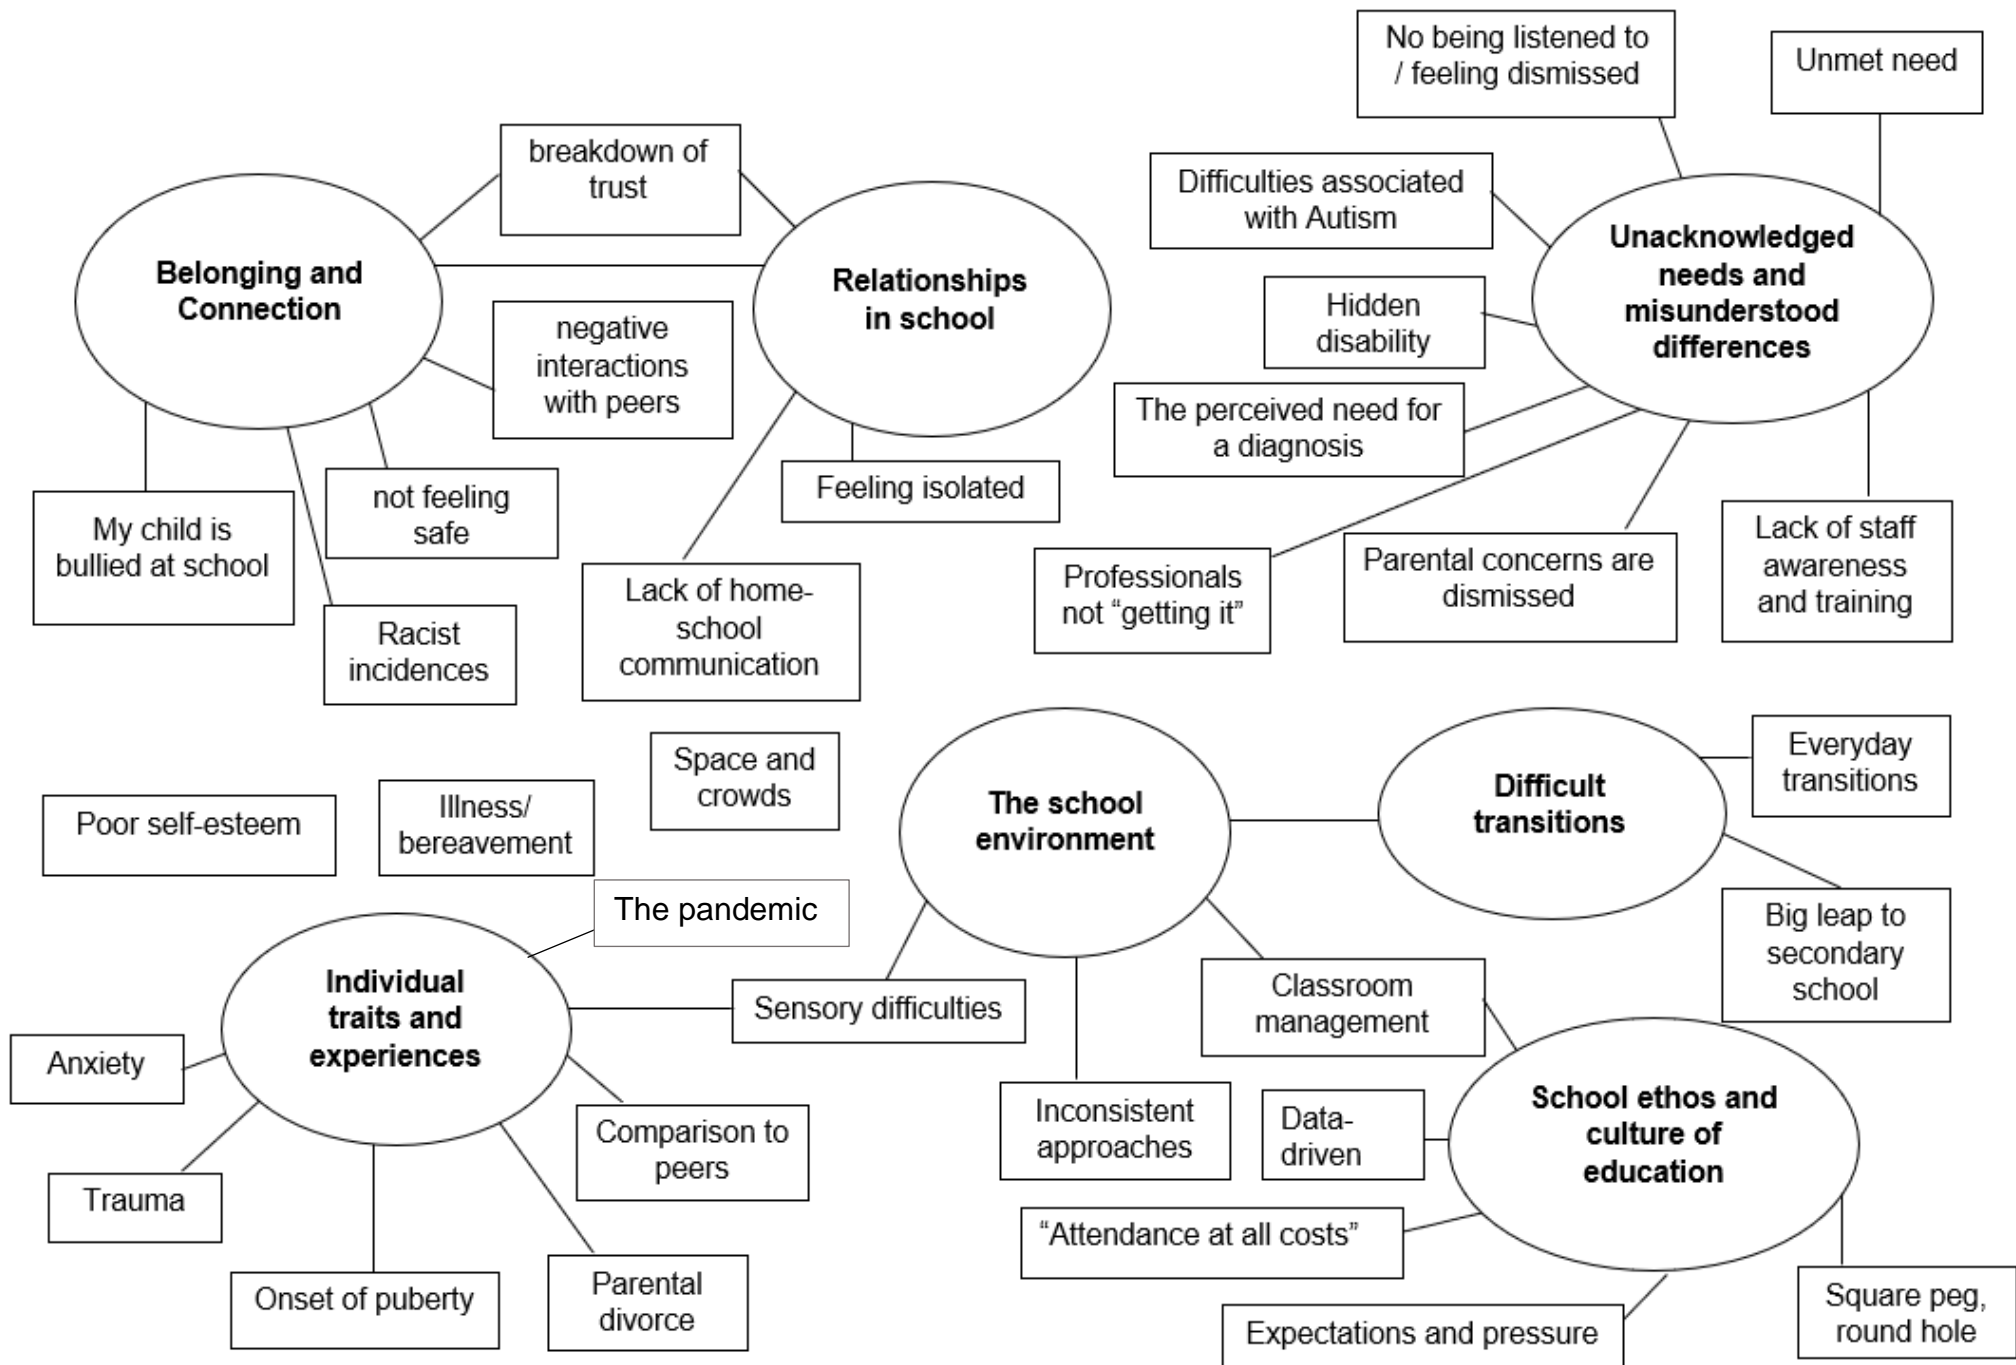 No being listened to
/ feeling dismissed
Unmet need
breakdown of
trust
Difficulties associated
with Autism
Belonging and
Connection
Relationships
in school
Unacknowledged
needs and
misunderstood
differences
Hidden
disability
negative
interactions
with peers
The perceived need for
a diagnosis
My child is
bullied at school
not feeling
safe
Feeling isolated
Racist
incidences
Lack of home-
school
communication
Professionals
not “getting it”
Parental concerns are
dismissed
Lack of staff
awareness
and training
Poor self-esteem
Illness/
bereavement
Space and
crowds
The school
environment
Difficult
transitions
Everyday
transitions
The pandemic
Big leap to
secondary
school
Individual
traits and
experiences
Sensory difficulties
Classroom
management
Anxiety
Comparison to
peers
Inconsistent
approaches
Data-
driven
School ethos and
culture of
education
Trauma
“Attendance at all costs”
Onset of puberty
Parental
divorce
Expectations and pressure
Square peg,
round hole